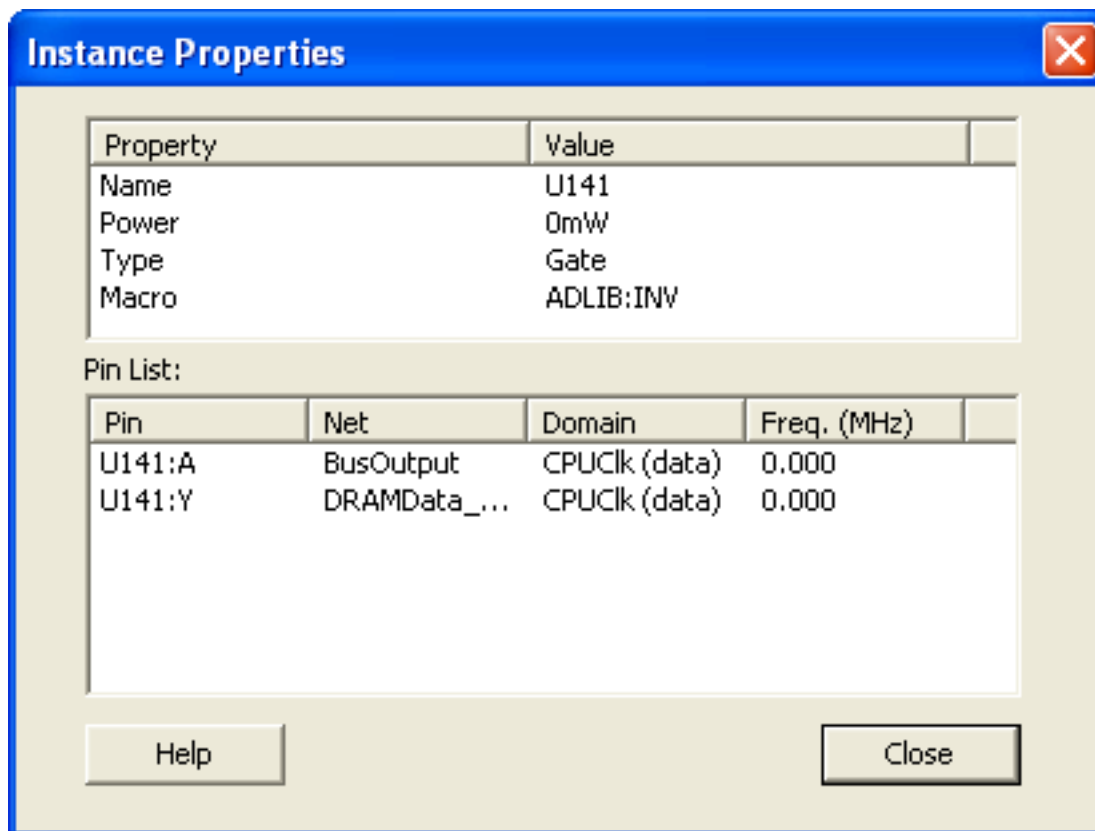 Instance Properties
Property Value
Name U141
Power 0mW
Type Gate
Macro ADLIB:INV
Pin List:
Pin Net Domain Freq. (MHz)
U141:A BusOutput CPUClk (data) 0.000
U141:Y DRAMData_... CPUClk (data) 0.000
Help Close